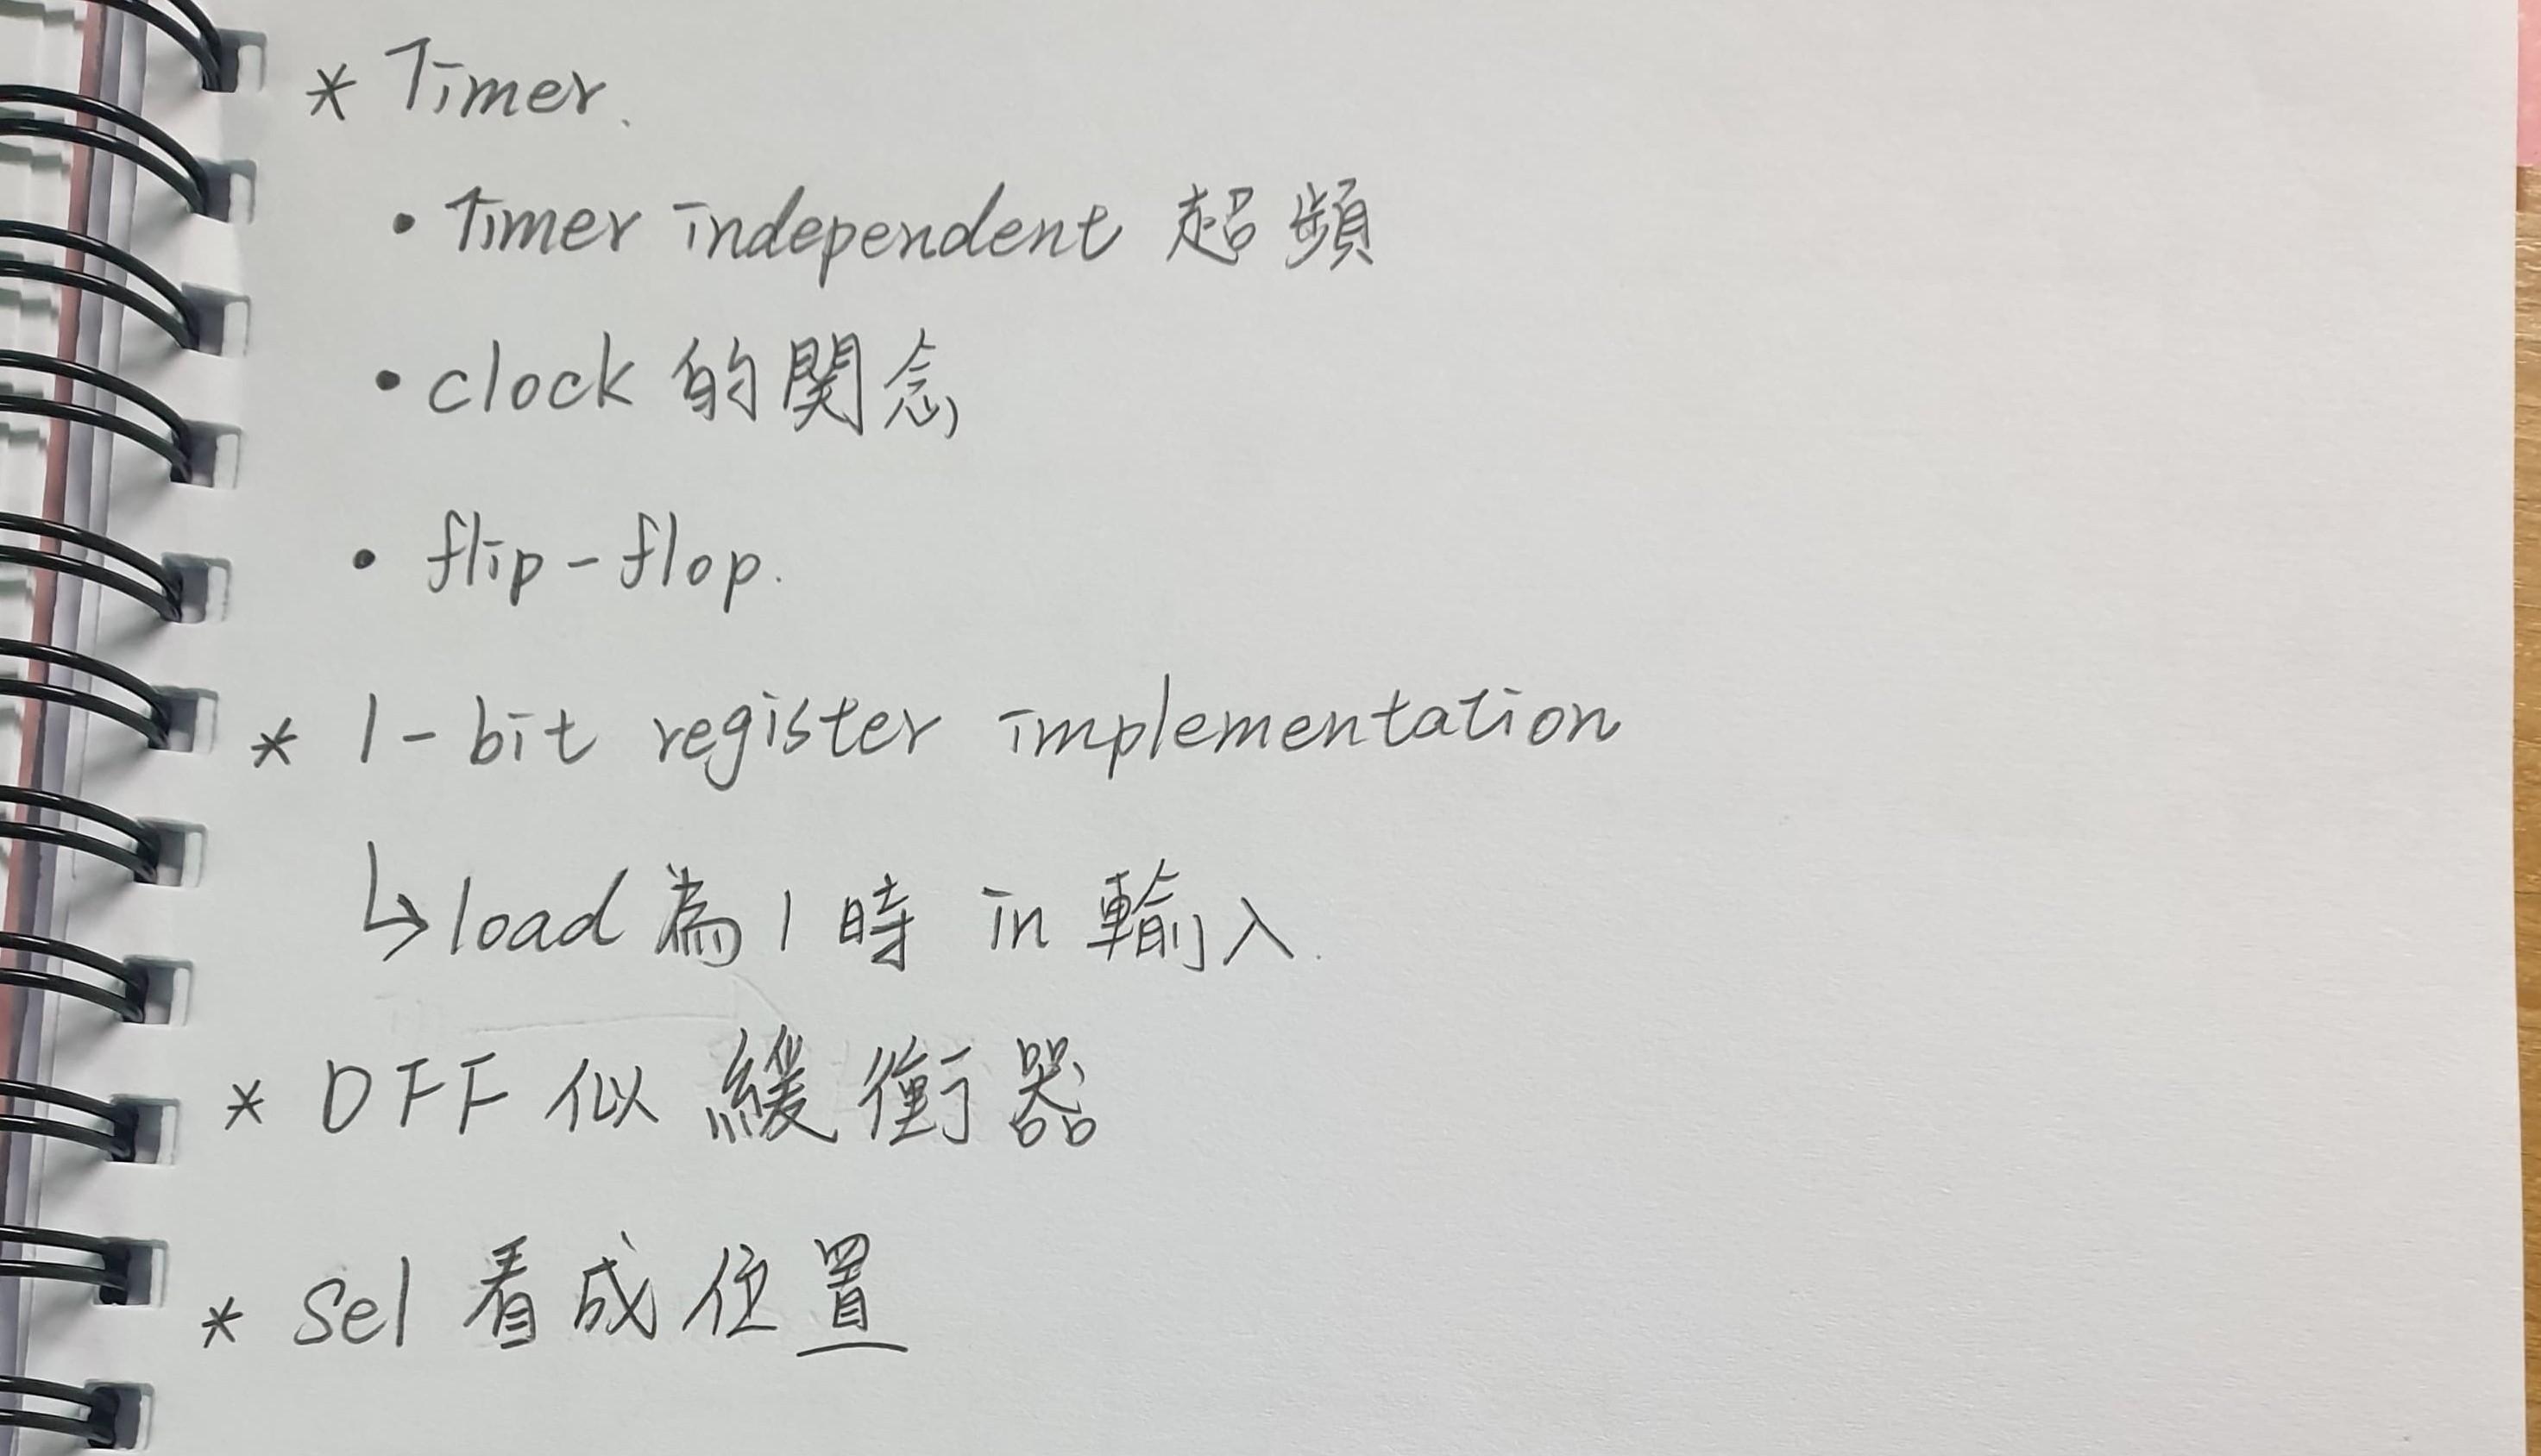 * Timer.
• Timer independent 超頻
• clock 的関念
• flip-flop.
* 1-bit register implementation
↳ load 為 1 時 in 輸入.
* DFF 似 緩衝器
* Sel 看成位置